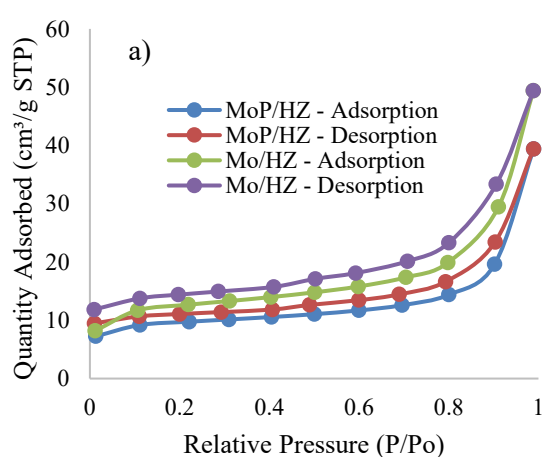 a)
Quantity Adsorbed (cm³/g STP)
60
50
40
30
20
10
0
MoP/HZ - Adsorption
MoP/HZ - Desorption
Mo/HZ - Adsorption
Mo/HZ - Desorption
0 0.2 0.4 0.6 0.8 1
Relative Pressure (P/Po)